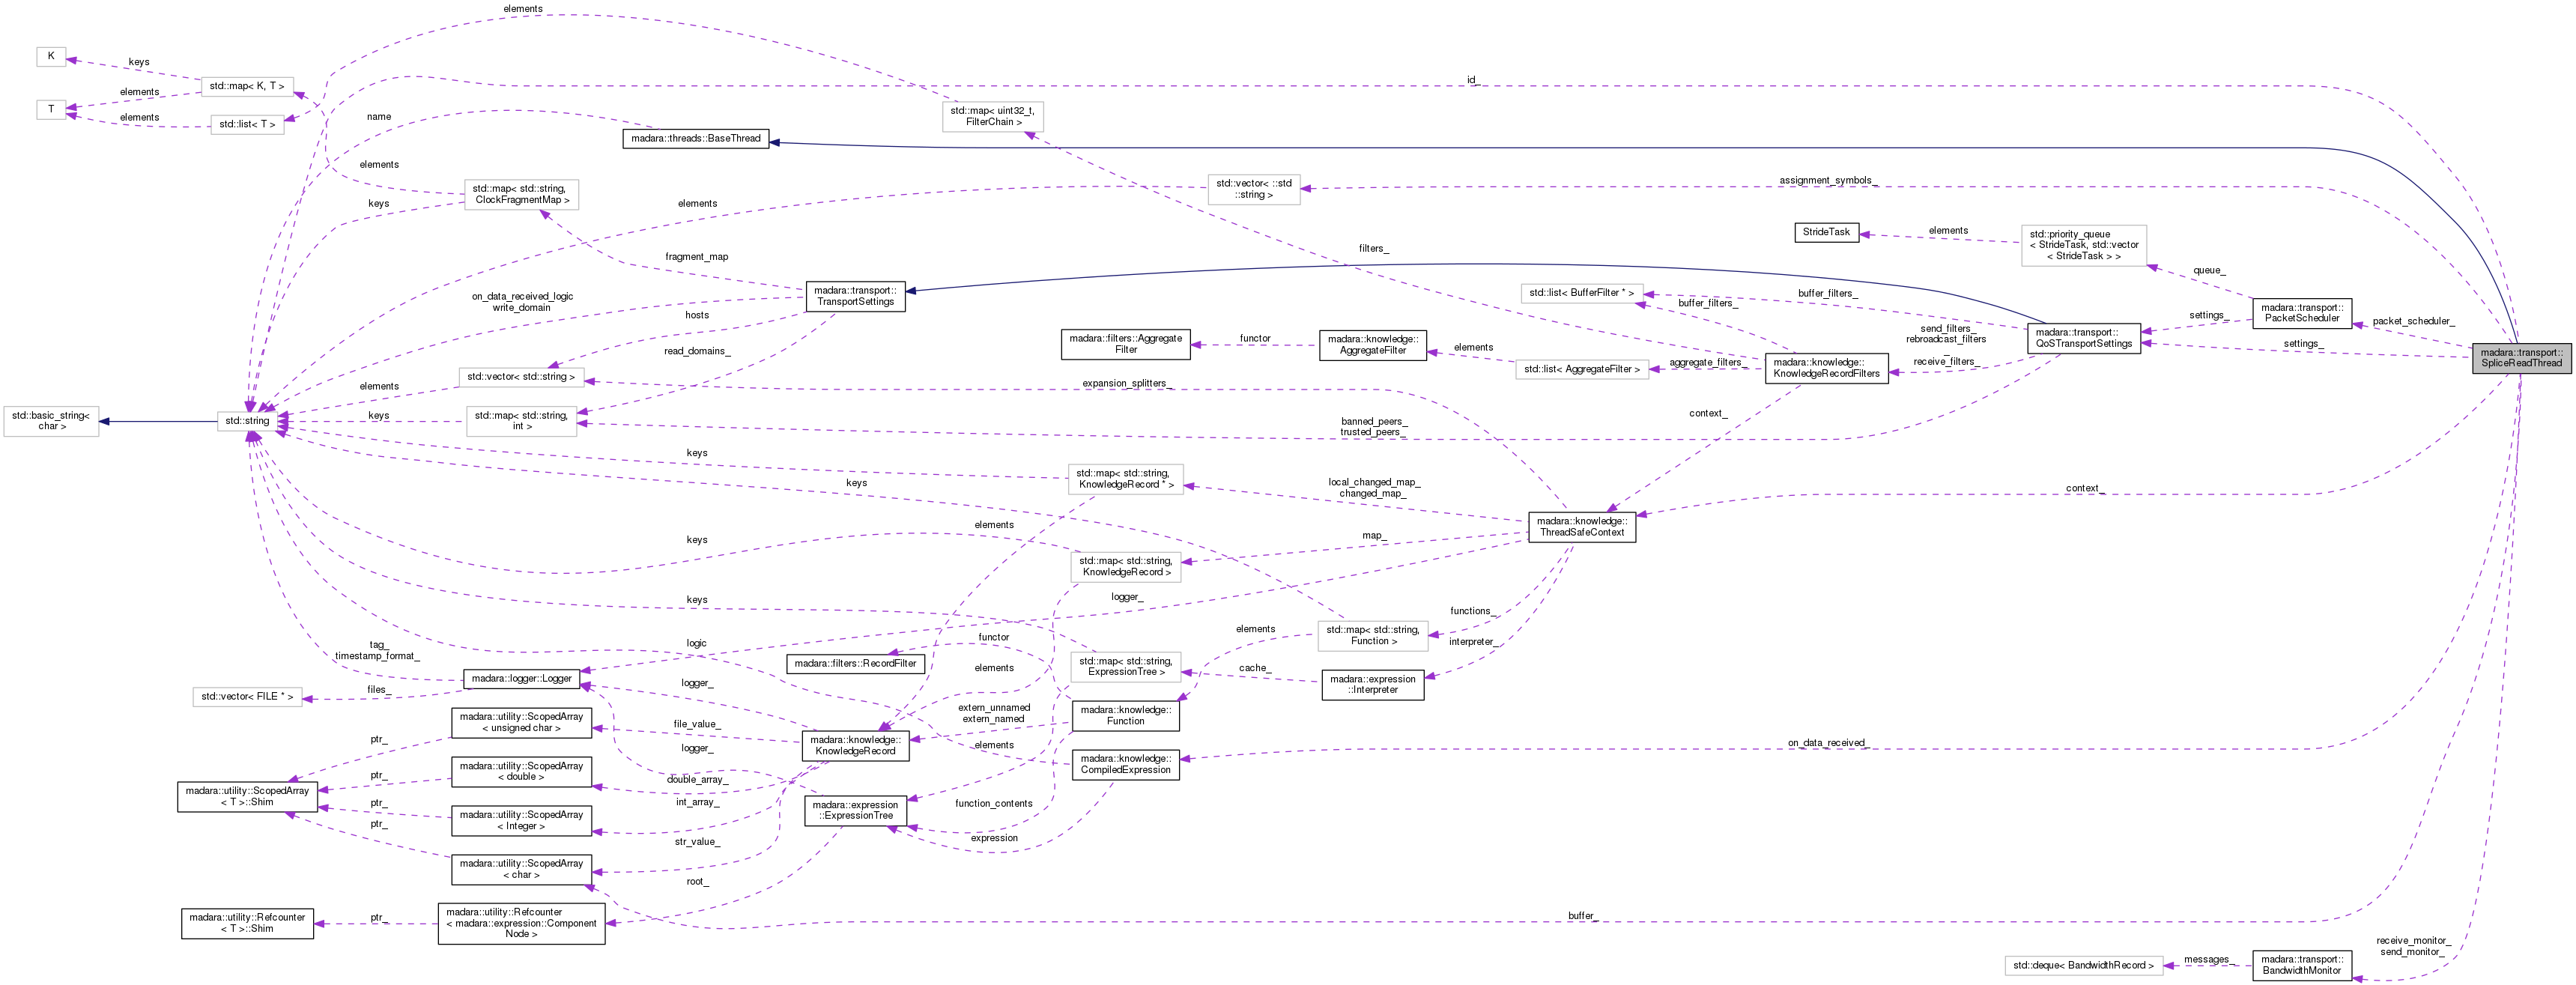 elements
K
keys
std::map< K, T >
id_
elements
T
elements
std::list< T >
name
std::map< uint32_t,
FilterChain >
madara::threads::BaseThread
elements
std::map< std::string,
ClockFragmentMap >
keys
elements
std::vector< ::std
::string >
assignment_symbols_
StrideTask
elements
std::priority_queue
< StrideTask, std::vector
< StrideTask > >
filters_
fragment_map
queue_
madara::transport::
TransportSettings
on_data_received_logic
write_domain
hosts
std::list< BufferFilter * >
buffer_filters_
buffer_filters_
madara::transport::
PacketScheduler
settings_
packet_scheduler_
send_filters_
rebroadcast_filters
_
receive_filters_
madara::transport::
QoSTransportSettings
settings_
madara::transport::
SpliceReadThread
madara::filters::Aggregate
Filter
functor
madara::knowledge::
AggregateFilter
elements
std::list< AggregateFilter >
aggregate_filters_
madara::knowledge::
KnowledgeRecordFilters
read_domains_
std::vector< std::string >
elements
expansion_splitters_
std::basic_string<
char >
std::string
keys
std::map< std::string,
int >
banned_peers_
trusted_peers_
context_
keys
keys
std::map< std::string,
KnowledgeRecord * >
local_changed_map_
changed_map_
context_
madara::knowledge::
ThreadSafeContext
elements
keys
map_
std::map< std::string,
KnowledgeRecord >
logger_
keys
functions_
std::map< std::string,
Function >
elements
interpreter_
tag_
timestamp_format_
logic
functor
madara::filters::RecordFilter
elements
std::map< std::string,
ExpressionTree >
cache_
madara::expression
::Interpreter
madara::logger::Logger
files_
std::vector< FILE * >
logger_
extern_unnamed
extern_named
madara::knowledge::
Function
madara::utility::ScopedArray
< unsigned char >
file_value_
madara::knowledge::
KnowledgeRecord
ptr_
logger_
elements
on_data_received_
madara::knowledge::
CompiledExpression
madara::utility::ScopedArray
< double >
ptr_
double_array_
madara::utility::ScopedArray
< T >::Shim
ptr_
int_array_
madara::expression
::ExpressionTree
function_contents
madara::utility::ScopedArray
< Integer >
ptr_
expression
str_value_
madara::utility::ScopedArray
< char >
root_
madara::utility::Refcounter
< T >::Shim
ptr_
madara::utility::Refcounter
< madara::expression::Component
Node >
buffer_
receive_monitor_
send_monitor_
std::deque< BandwidthRecord >
messages_
madara::transport::
BandwidthMonitor